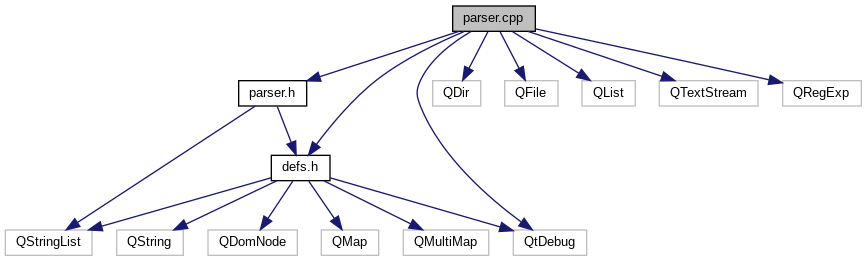 parser.cpp
parser.h
QDir
QFile
QList
QTextStream
QRegExp
defs.h
QStringList
QString
QDomNode
QMap
QMultiMap
QtDebug